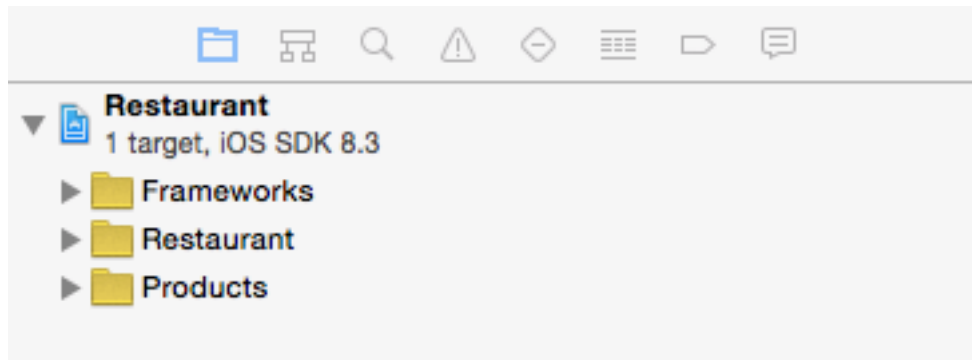 Restaurant
1 target, iOS SDK 8.3
Frameworks
Restaurant
Products